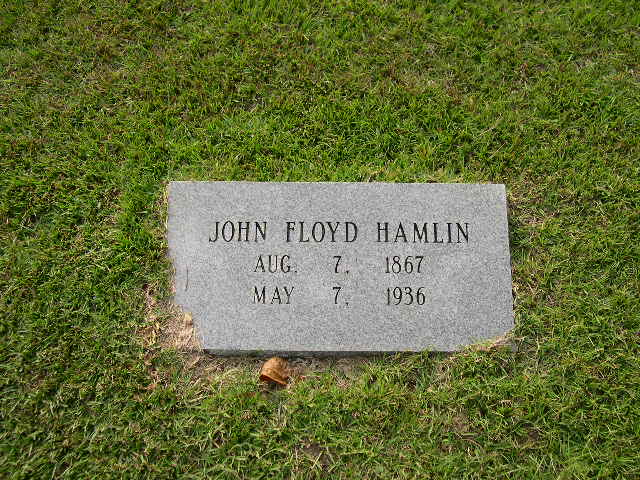 JOHN FLOYD HAMLIN
AUG. 7, 1867
MAY 7, 1936